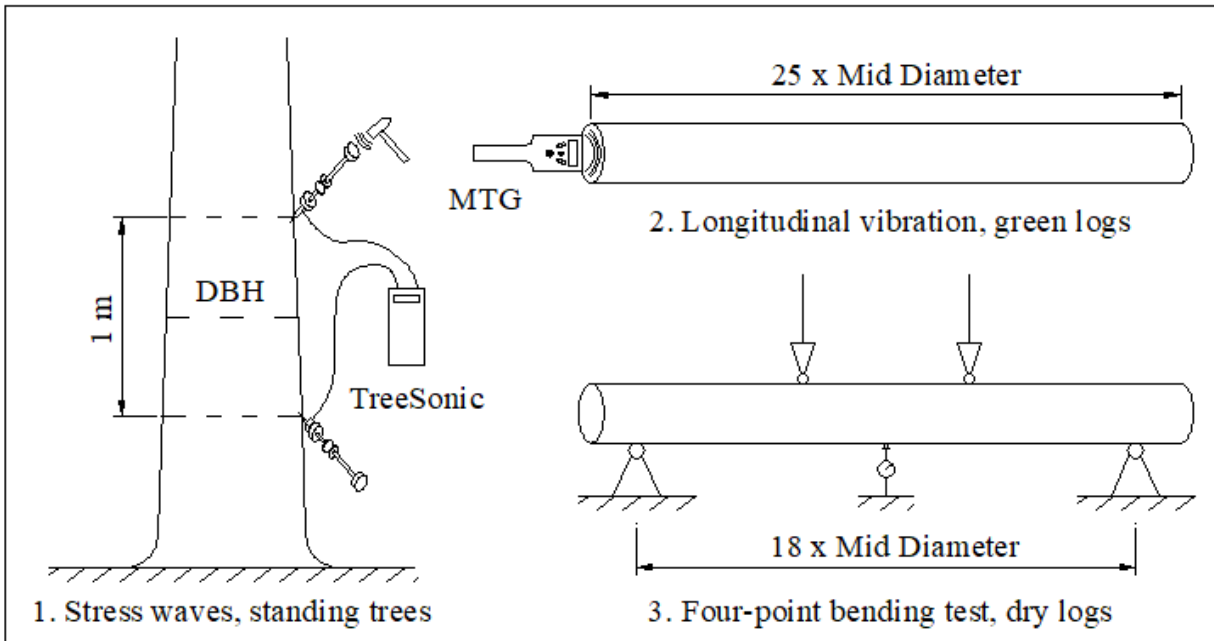 DBH
1 m
TreeSonic
1. Stress waves, standing trees
25 x Mid Diameter
MTG
2. Longitudinal vibration, green logs
18 x Mid Diameter
3. Four-point bending test, dry logs